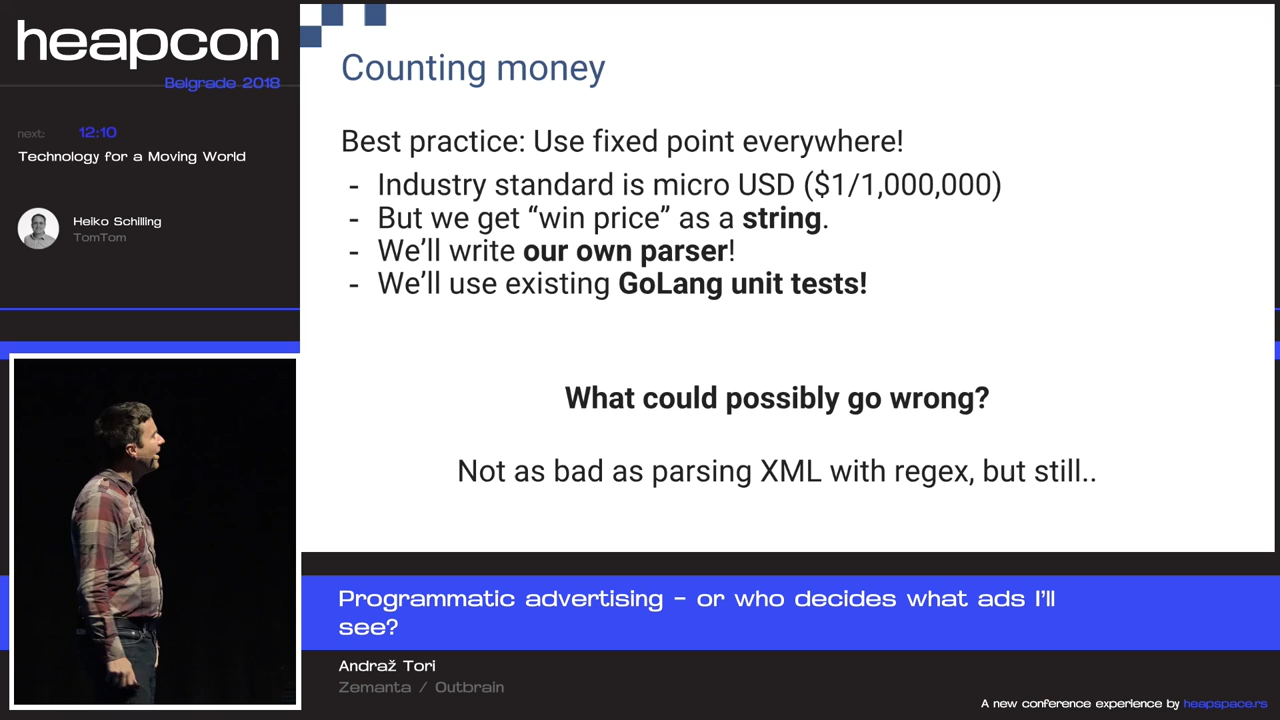 heapcon
Belgrade 2018
next: 12:10
Technology for a Moving World
Heiko Schilling
TomTom
Counting money
Best practice: Use fixed point everywhere!
- Industry standard is micro USD ($1/1,000,000)
- But we get “win price” as a string.
- We’ll write our own parser!
- We’ll use existing GoLang unit tests!
What could possibly go wrong?
Not as bad as parsing XML with regex, but still..
Programmatic advertising - or who decides what ads I’ll
see?
Andraž Tori
Zemanta / Outbrain
A new conference experience by heapspace.rs